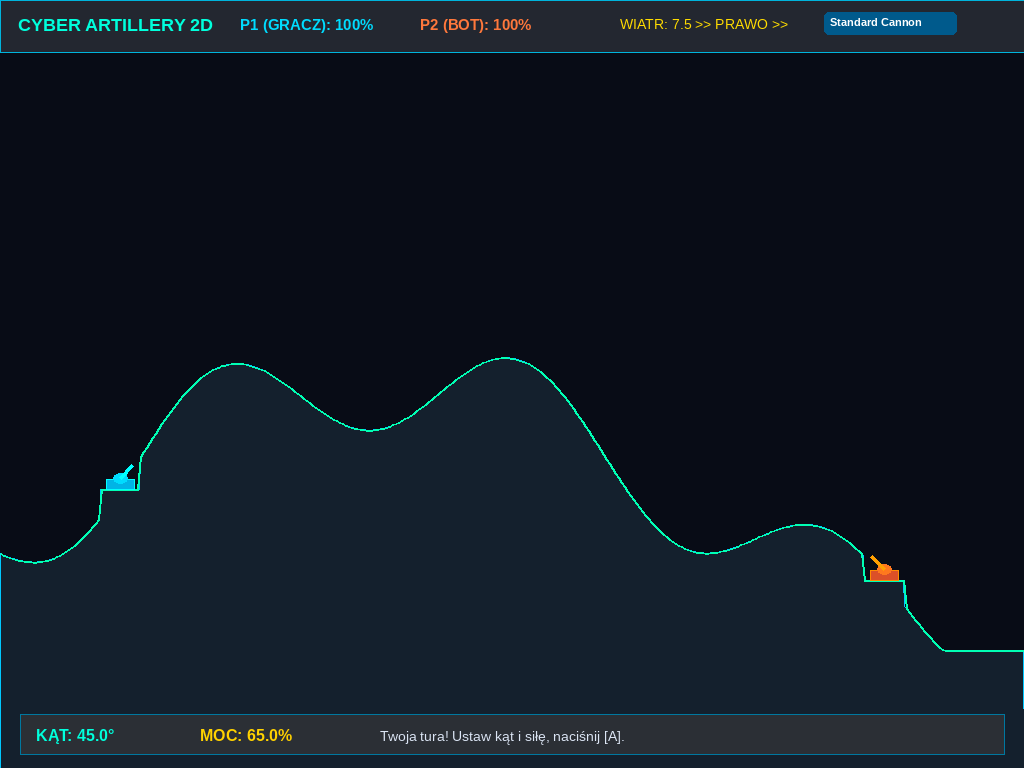 CYBER ARTILLERY 2D
P1 (GRACZ): 100%
P2 (BOT): 100%
WIATR: 7.5 >> PRAWO >>
Standard Cannon
KĄT: 45.0°
MOC: 65.0%
Twoja tura! Ustaw kąt i siłę, naciśnij [A].